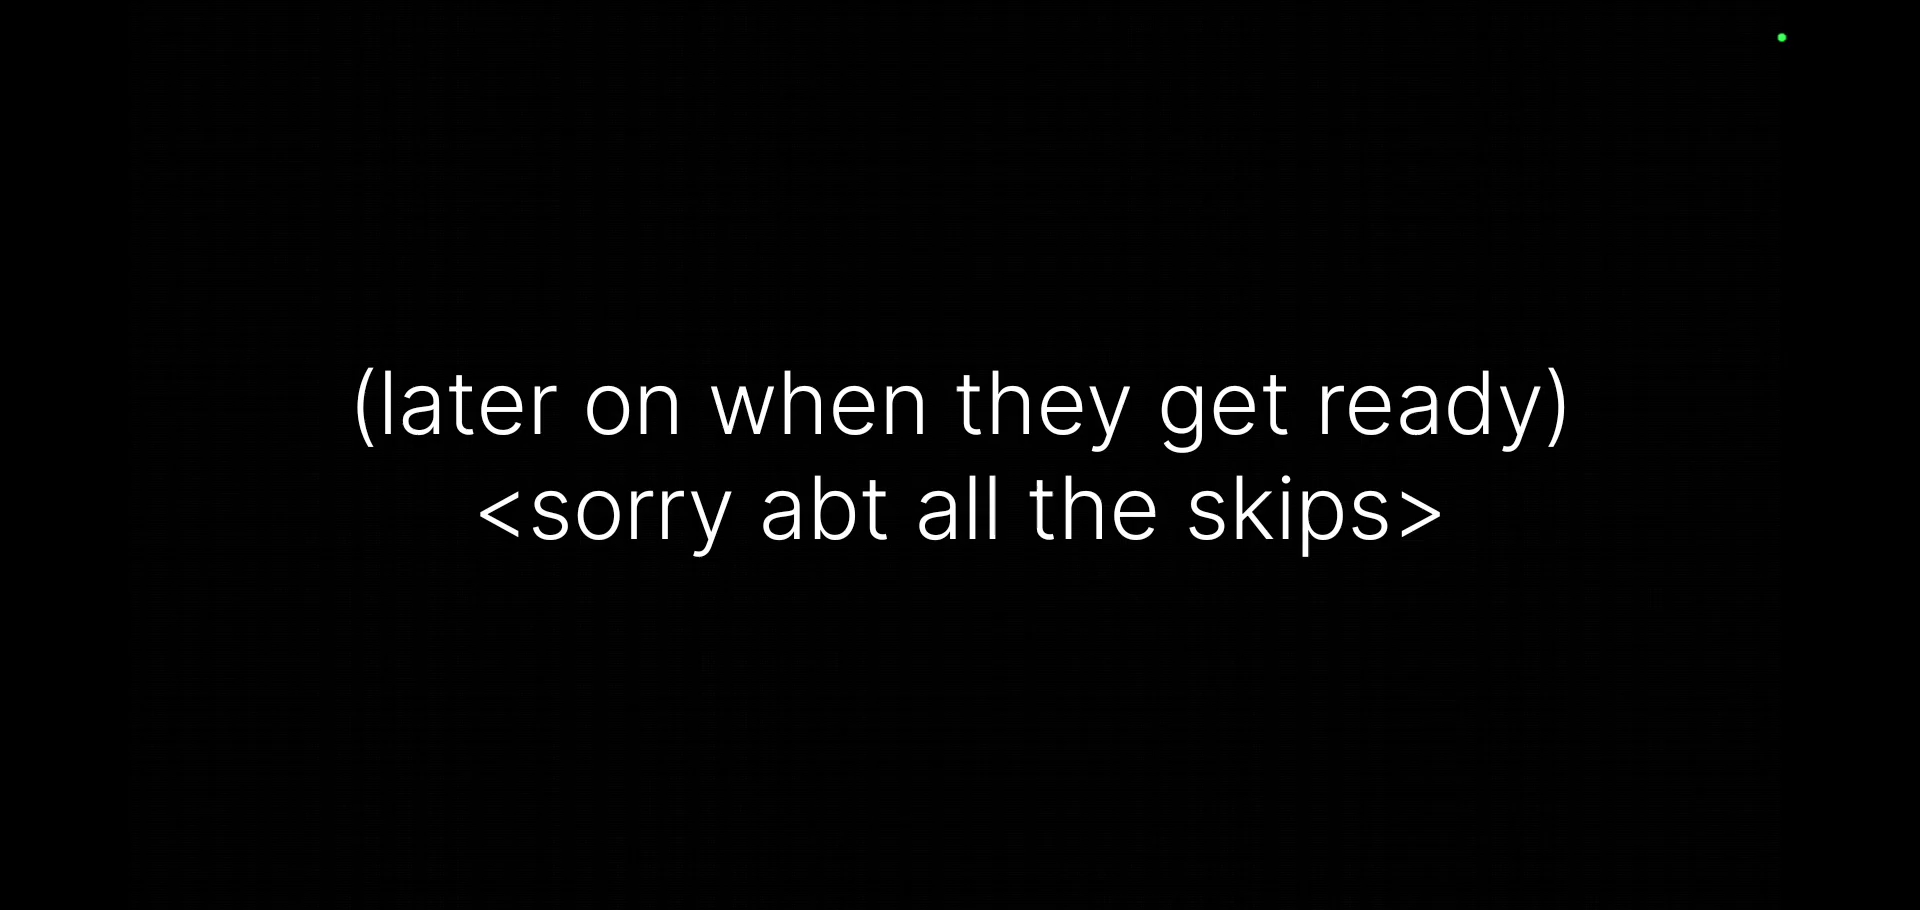 (later on when they get ready)
<sorry abt all the skips>